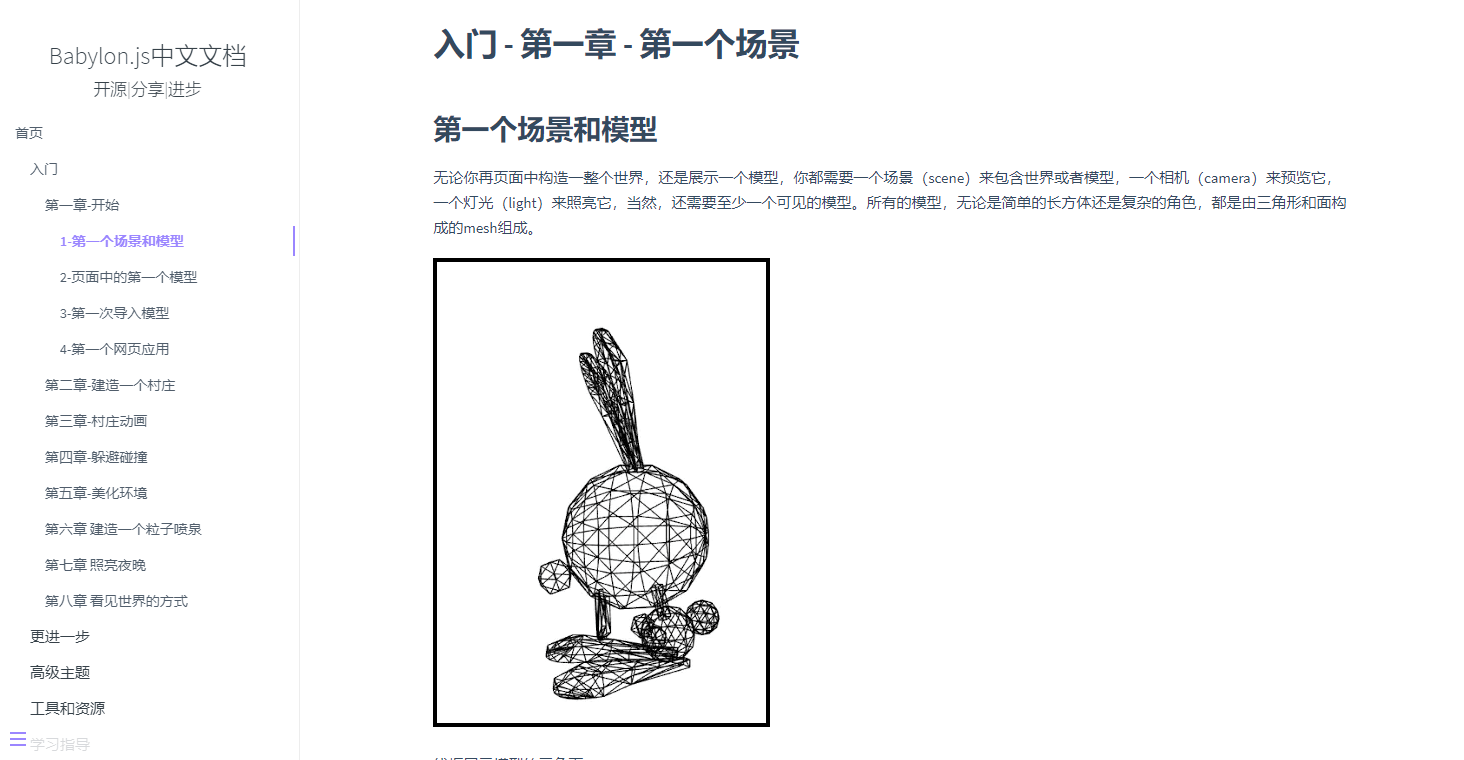 Babylon.js中文文档
开源|分享|进步
首页
入门
第一章-开始
1-第一个场景和模型
2-页面中的第一个模型
3-第一次导入模型
4-第一个网页应用
第二章-建造一个村庄
第三章-村庄动画
第四章-躲避碰撞
第五章-美化环境
第六章 建造一个粒子喷泉
第七章 照亮夜晚
第八章 看见世界的方式
更进一步
高级主题
工具和资源
学习指导
入门 - 第一章 - 第一个场景
第一个场景和模型
无论你再页面中构造一整个世界，还是展示一个模型，你都需要一个场景（scene）来包含世界或者模型，一个相机（camera）来预览它，
一个灯光（light）来照亮它，当然，还需要至少一个可见的模型。所有的模型，无论是简单的长方体还是复杂的角色，都是由三角形和面构
成的mesh组成。